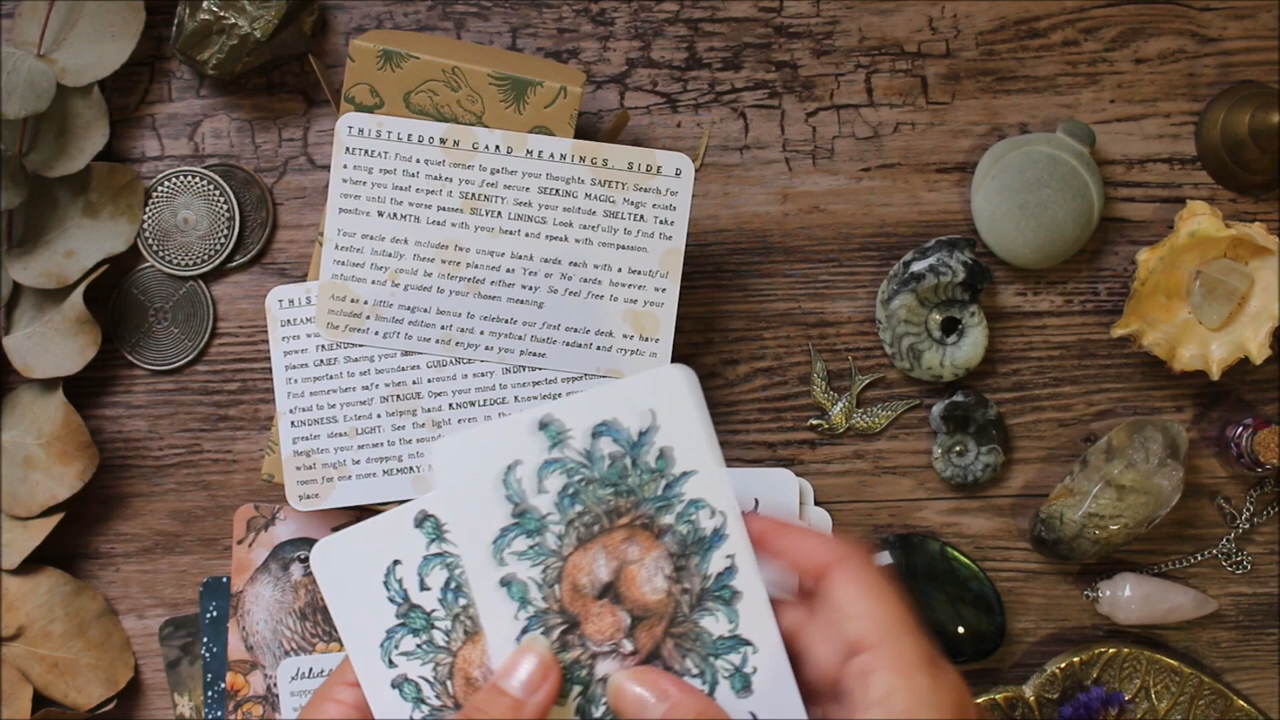 THISTLEDOWN CARD MEANINGS, SIDE D
RETREAT: Find a quiet corner to gather your thoughts. SAFETY: Search for
a snug spot that makes you feel secure. SEEKING MAGIC: Magic exists
where you least expect it. SERENITY: Seek your solitude. SHELTER: Take
cover until the worse passes. SILVER LININGS: Look carefully to find the
positive. WARMTH: Lead with your heart and speak with compassion.
Your oracle deck includes two unique blank cards, each with a beautiful
kestrel. Initially, these were planned as 'Yes' or 'No' cards; however, we
realised they could be interpreted either way. So feel free to use your
intuition and be guided to your chosen meaning.
And as a little magical bonus to celebrate our first oracle deck, we have
included a limited edition art card; a mystical thistle-radiant and cryptic in
the forest-a gift to use and enjoy as you please.
THIS
DREAM
eyes
power. FRIENDSH
places. GRIEF: Sharing your
It's important to set boundaries. GUIDANCE:
Find somewhere safe when all around is scary. INDIVID
afraid to be yourself. INTRIGUE: Open your mind to unexpected opportun
KINDNESS: Extend a helping hand. KNOWLEDGE: Knowledge
greater ideas. LIGHT: See the light even in the
Heighten your senses to the sound
what might be dropping into
room for one more. MEMORY:
place.
Saluta